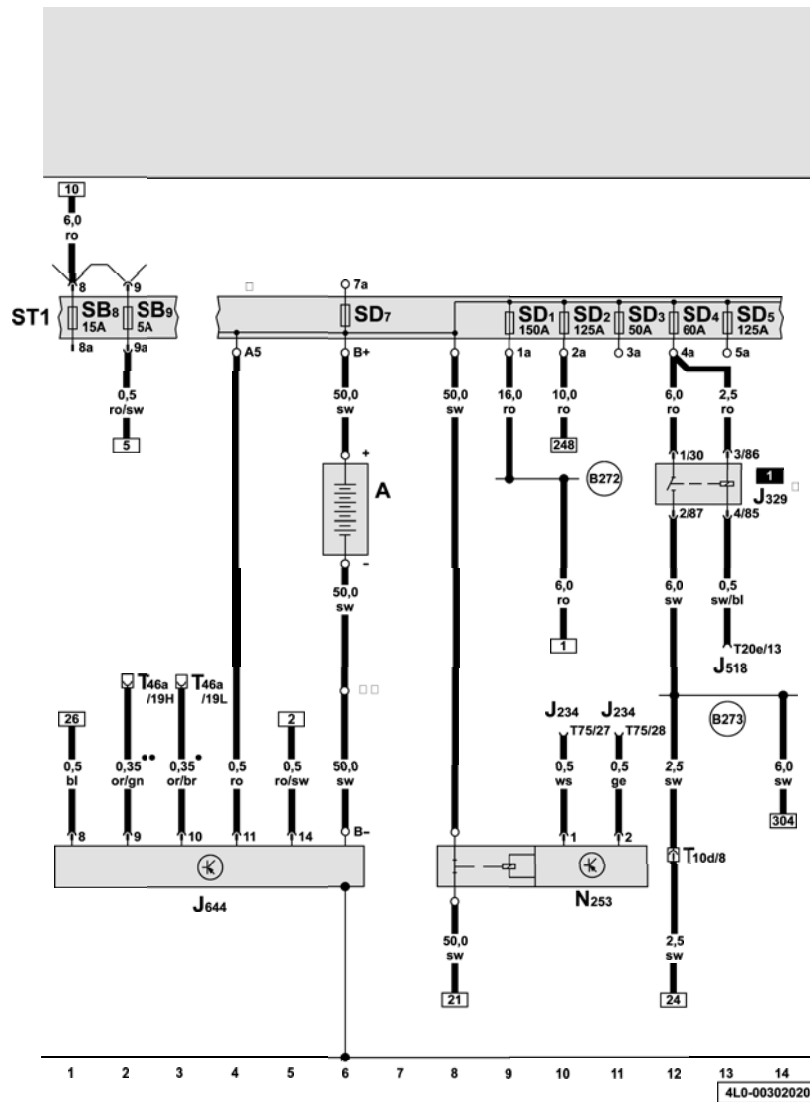 10
6,0
ro
8 9 7a
ST1 SB8 SB9 SD7 SD1 SD2 SD3 SD4 SD5
15A 5A 150A 125A 50A 60A 125A
8a 9a A5 B+ 1a 2a 3a 4a 5a
0,5 50,0 50,0 16,0 10,0 6,0 2,5
ro/sw sw sw ro ro ro ro
5 248
+ 1/30 3/86
A B272 1
J329
2/87 4/85
–
50,0 6,0 6,0 0,5
sw ro sw sw/bl
1 T20e/13
J518
T46a T46a
/19H /19L
26 2 J234 J234 B273
T75/27 T75/28
0,5 0,35 0,35 0,5 0,5 50,0 0,5 0,5 2,5 6,0
bl or/gn or/br ro ro/sw sw ws ge sw sw
304
8 9 10 11 14 B– 1 2
T10d/8
J644 N253
50,0 2,5
sw sw
21 24
1 2 3 4 5 6 7 8 9 10 11 12 13 14
4L0-00302020